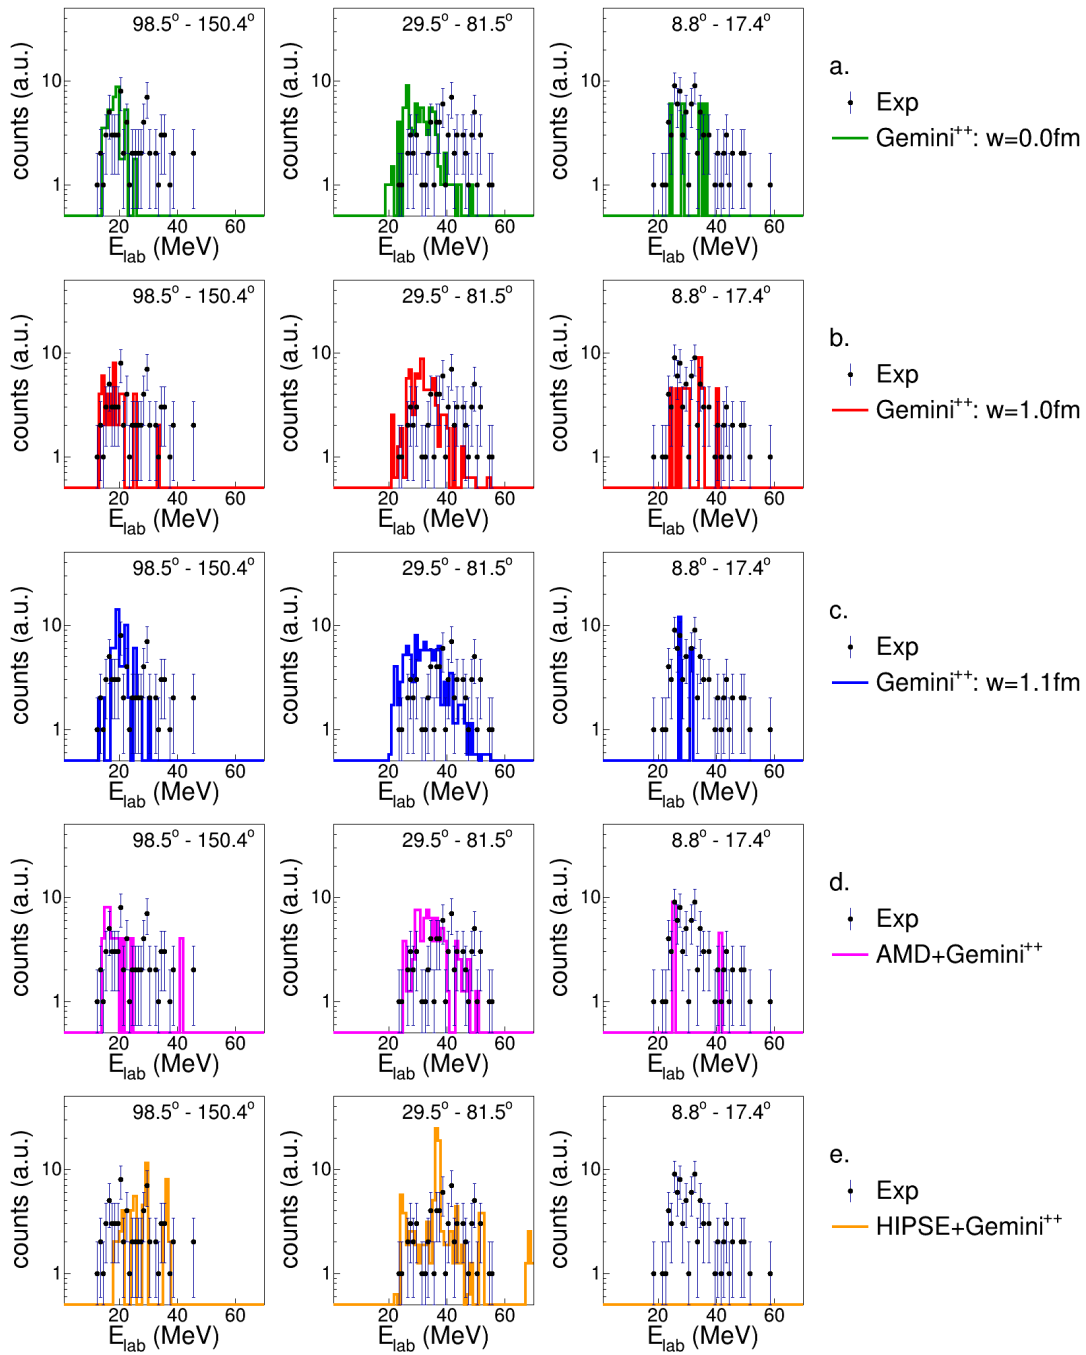 98.5° - 150.4°
29.5° - 81.5°
8.8° - 17.4°
counts (a.u.)
counts (a.u.)
counts (a.u.)
10
1
10
1
10
1
20 40 60
20 40 60
20 40 60
E_lab (MeV)
E_lab (MeV)
E_lab (MeV)
a.
Exp
Gemini⁺⁺: w=0.0fm
98.5° - 150.4°
29.5° - 81.5°
8.8° - 17.4°
counts (a.u.)
counts (a.u.)
counts (a.u.)
10
1
10
1
10
1
20 40 60
20 40 60
20 40 60
E_lab (MeV)
E_lab (MeV)
E_lab (MeV)
b.
Exp
Gemini⁺⁺: w=1.0fm
98.5° - 150.4°
29.5° - 81.5°
8.8° - 17.4°
counts (a.u.)
counts (a.u.)
counts (a.u.)
10
1
10
1
10
1
20 40 60
20 40 60
20 40 60
E_lab (MeV)
E_lab (MeV)
E_lab (MeV)
c.
Exp
Gemini⁺⁺: w=1.1fm
98.5° - 150.4°
29.5° - 81.5°
8.8° - 17.4°
counts (a.u.)
counts (a.u.)
counts (a.u.)
10
1
10
1
10
1
20 40 60
20 40 60
20 40 60
E_lab (MeV)
E_lab (MeV)
E_lab (MeV)
d.
Exp
AMD+Gemini⁺⁺
98.5° - 150.4°
29.5° - 81.5°
8.8° - 17.4°
counts (a.u.)
counts (a.u.)
counts (a.u.)
10
1
10
1
10
1
20 40 60
20 40 60
20 40 60
E_lab (MeV)
E_lab (MeV)
E_lab (MeV)
e.
Exp
HIPSE+Gemini⁺⁺